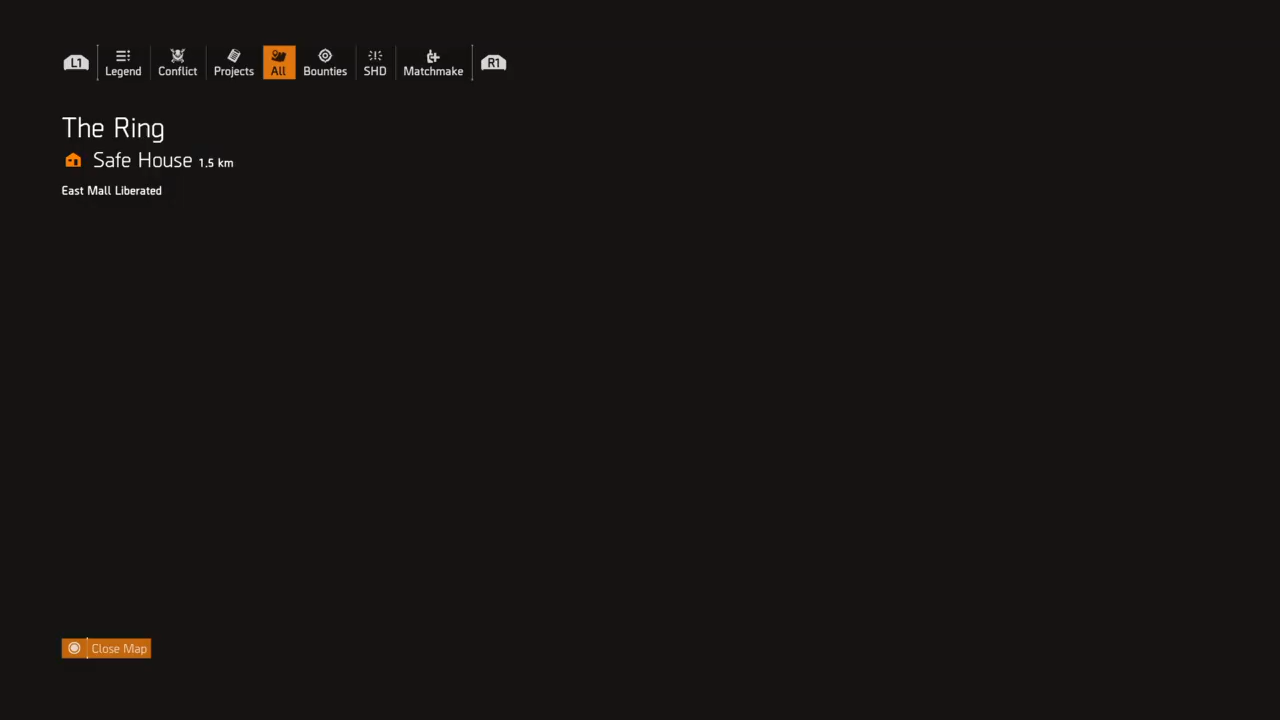 L1 Legend Conflict Projects All Bounties SHD Matchmake R1
The Ring
Safe House 1.5 km
East Mall Liberated
Close Map